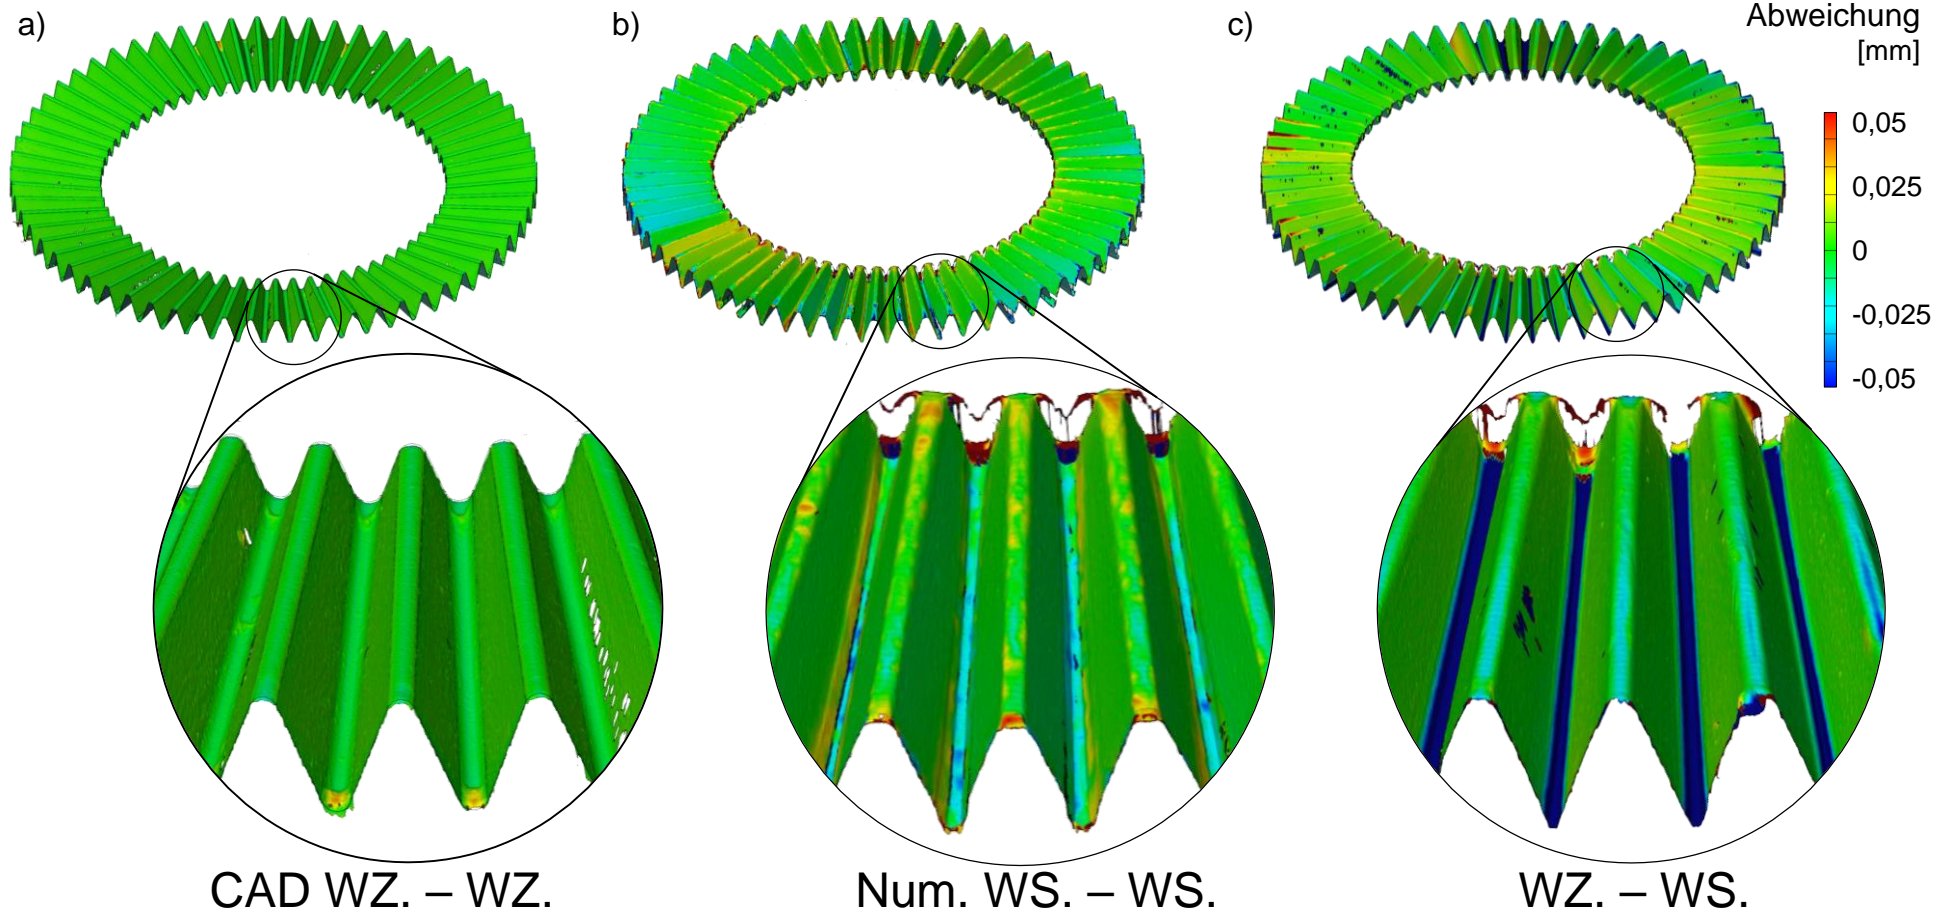 a)
b)
c)
Abweichung
[mm]
0,05
0,025
0
-0,025
-0,05
CAD WZ. – WZ.
Num. WS. – WS.
WZ. – WS.